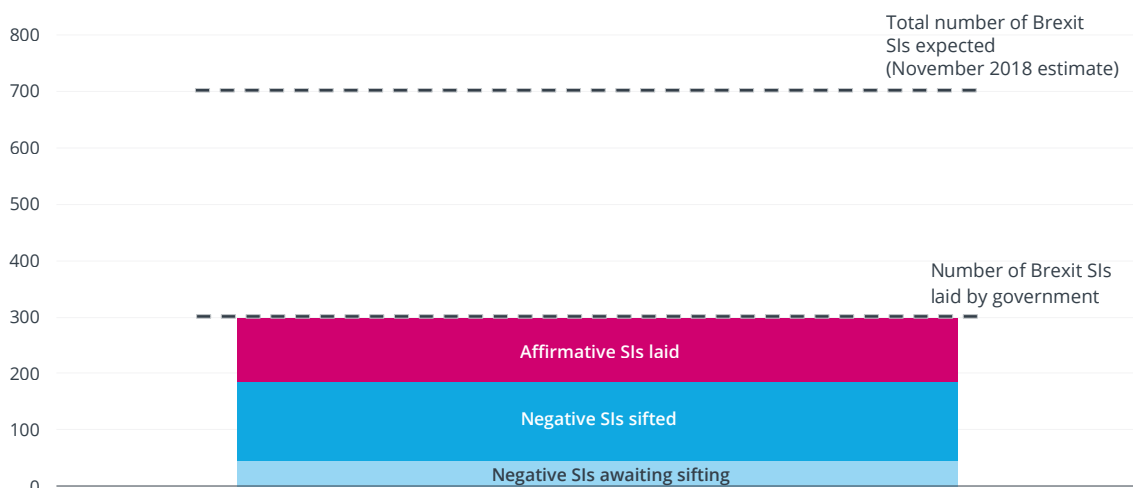 Total number of Brexit
SIs expected
(November 2018 estimate)
800
700
600
500
400
Number of Brexit SIs
laid by government
300
Affirmative SIs laid
200
Negative SIs sifted
100
Negative SIs awaiting sifting
0